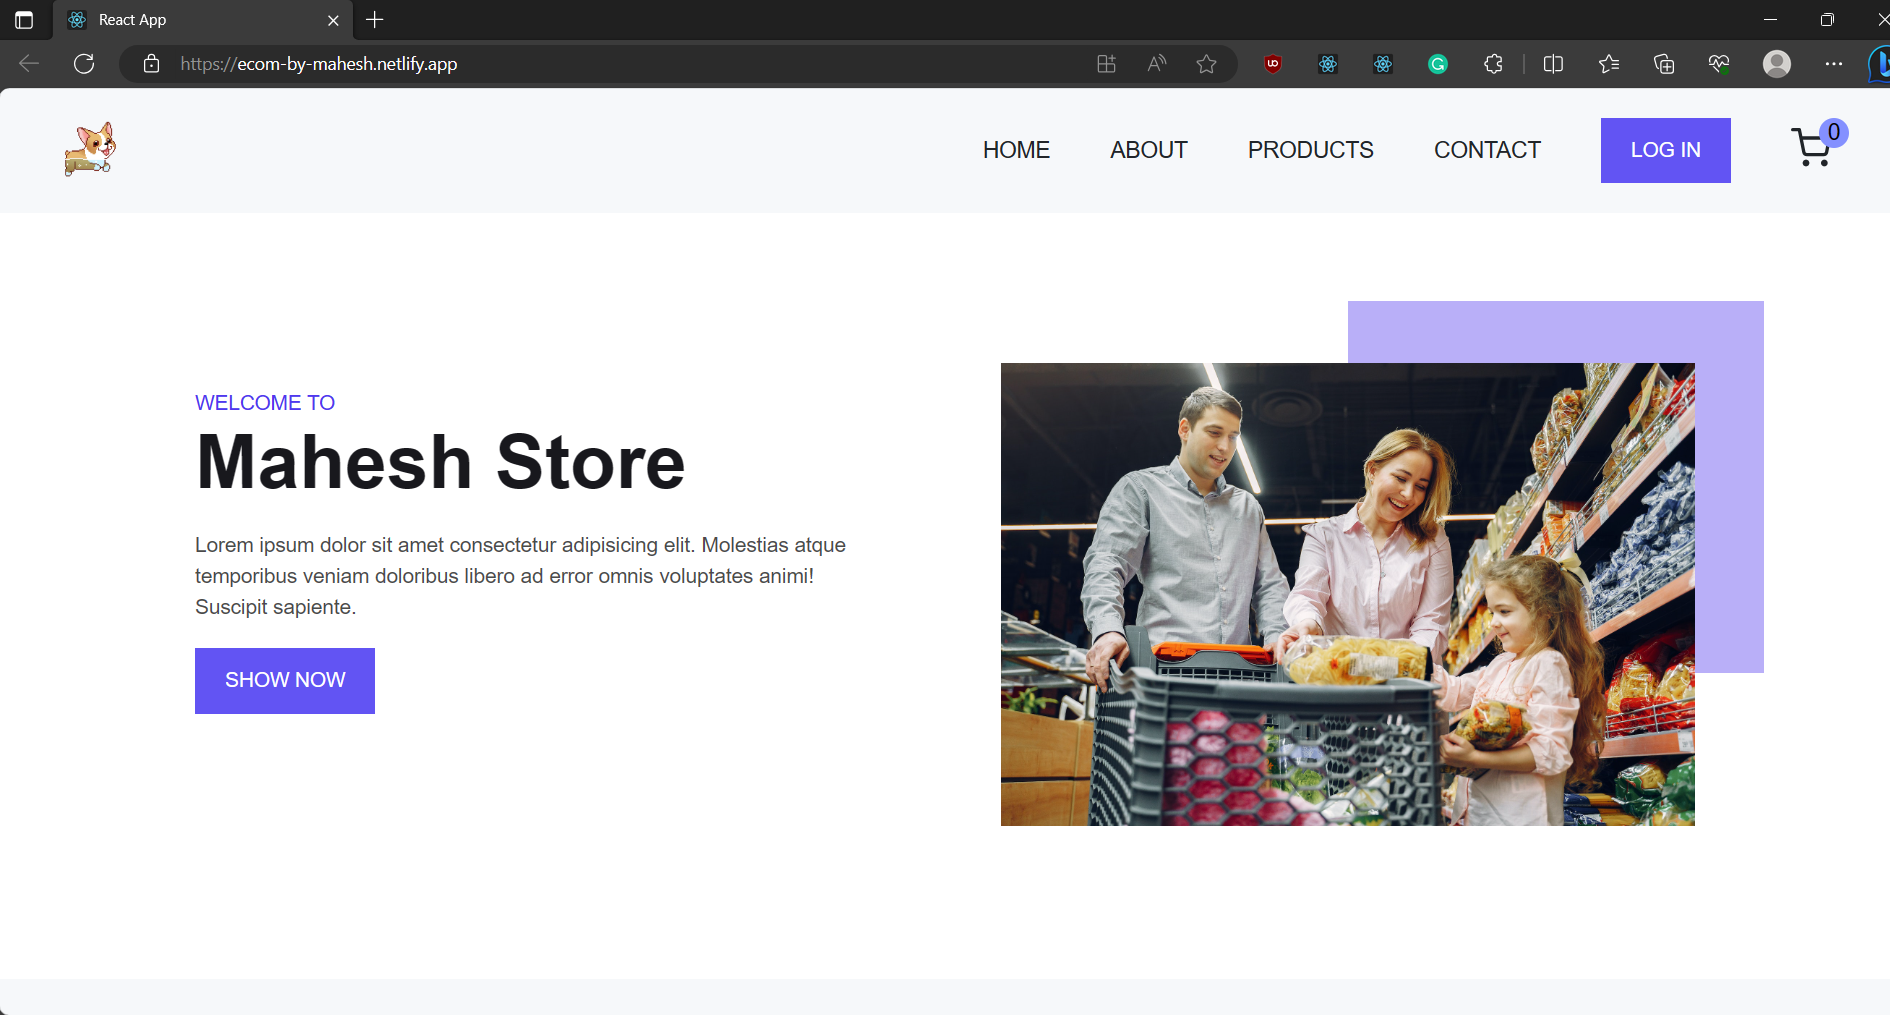 React App
https://ecom-by-mahesh.netlify.app
HOME ABOUT PRODUCTS CONTACT LOG IN 0
WELCOME TO
Mahesh Store
Lorem ipsum dolor sit amet consectetur adipisicing elit. Molestias atque
temporibus veniam doloribus libero ad error omnis voluptates animi!
Suscipit sapiente.
SHOW NOW